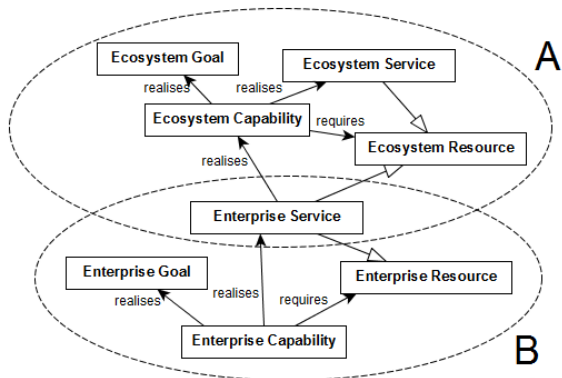 Ecosystem Goal
Ecosystem Service
A
realises
realises
Ecosystem Capability
requires
Ecosystem Resource
realises
Enterprise Service
Enterprise Goal
Enterprise Resource
realises
realises
requires
Enterprise Capability
B